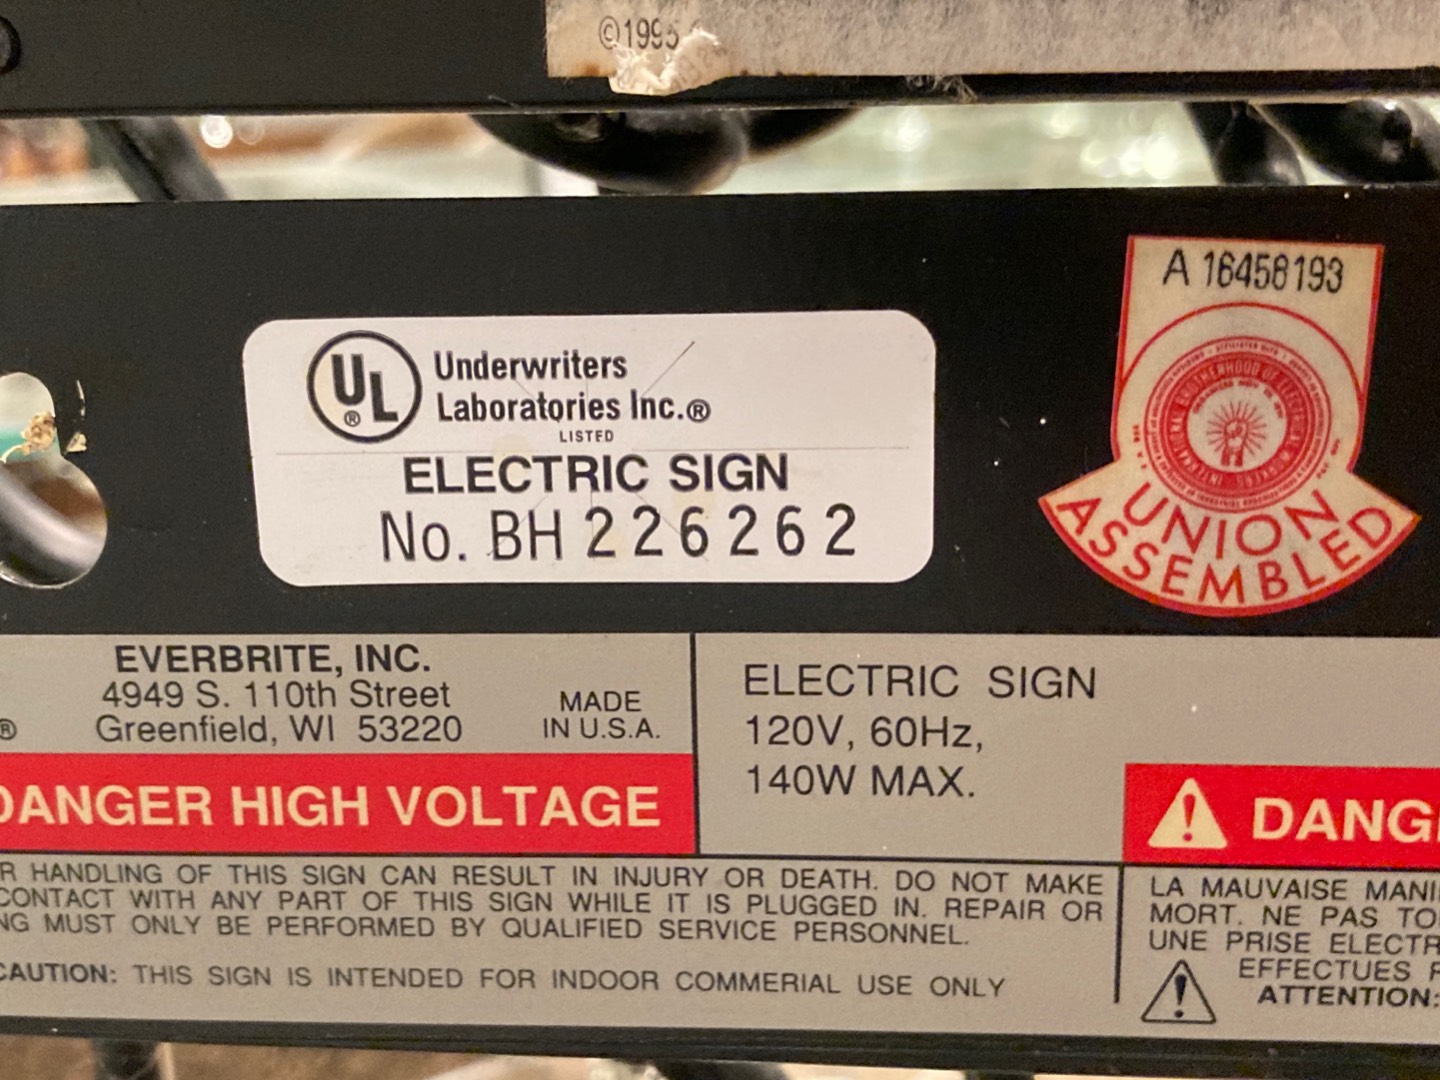 ©1995
A 16458193
UL ®
Underwriters
Laboratories Inc.®
LISTED
ELECTRIC SIGN
No. BH 226262
UNION
ASSEMBLED
EVERBRITE, INC.
4949 S. 110th Street
Greenfield, WI 53220
®
MADE
IN U.S.A.
ELECTRIC SIGN
120V, 60Hz,
140W MAX.
DANGER HIGH VOLTAGE
R HANDLING OF THIS SIGN CAN RESULT IN INJURY OR DEATH. DO NOT MAKE
CONTACT WITH ANY PART OF THIS SIGN WHILE IT IS PLUGGED IN. REPAIR OR
NG MUST ONLY BE PERFORMED BY QUALIFIED SERVICE PERSONNEL.
CAUTION: THIS SIGN IS INTENDED FOR INDOOR COMMERIAL USE ONLY
DANG
LA MAUVAISE MANI
MORT. NE PAS TO
UNE PRISE ELECTR
EFFECTUES
ATTENTION: